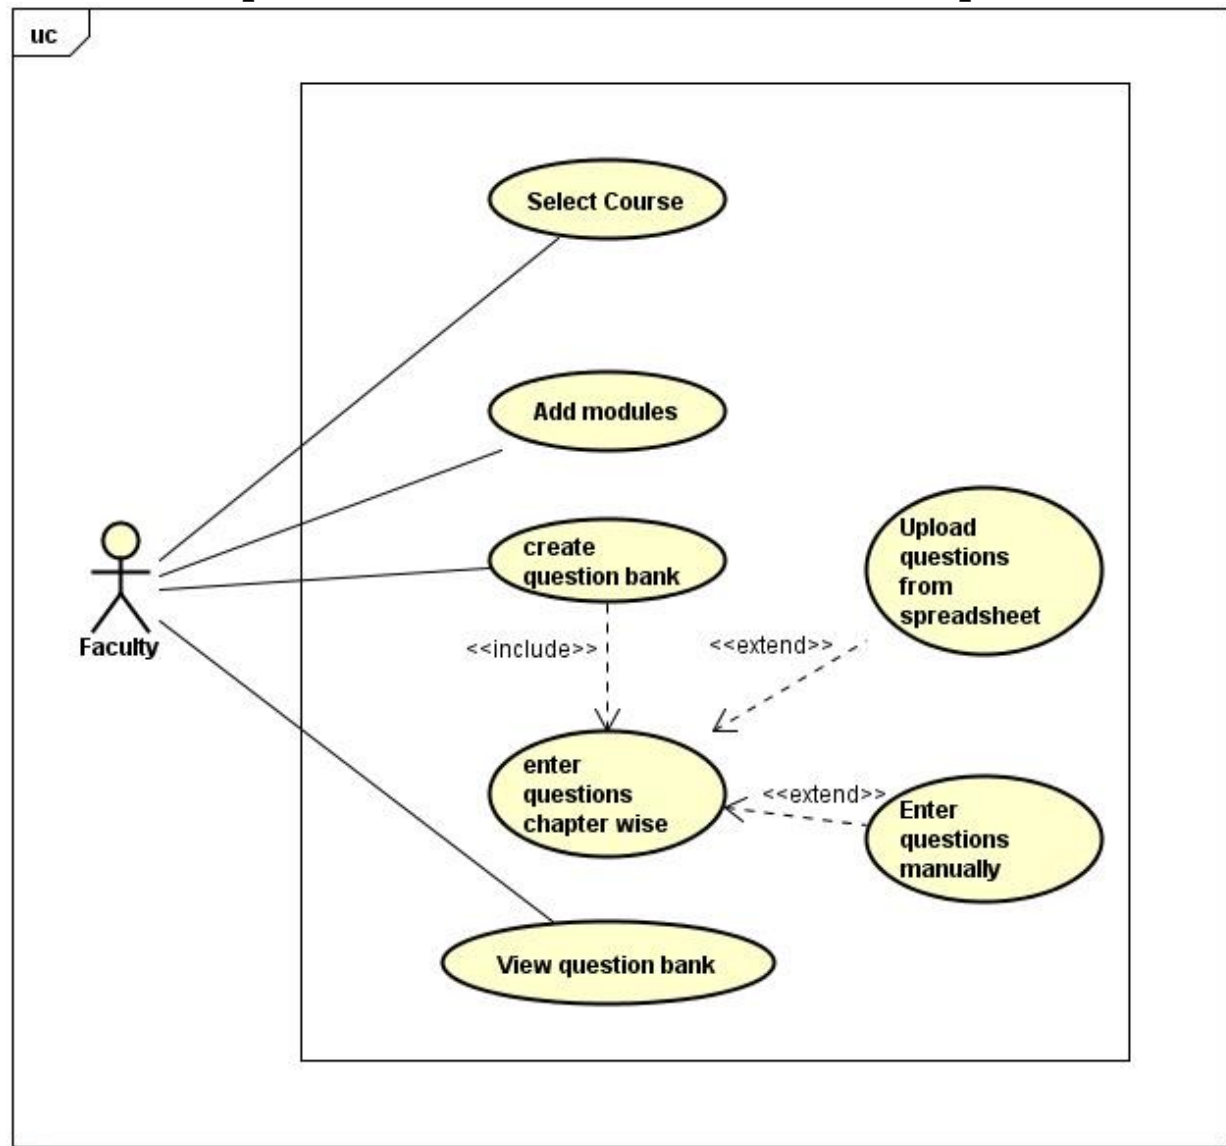 uc
Select Course
Add modules
create
question bank
Upload
questions
from
spreadsheet
Faculty
<<include>>
<<extend>>
enter
questions
chapter wise
<<extend>>
Enter
questions
manually
View question bank